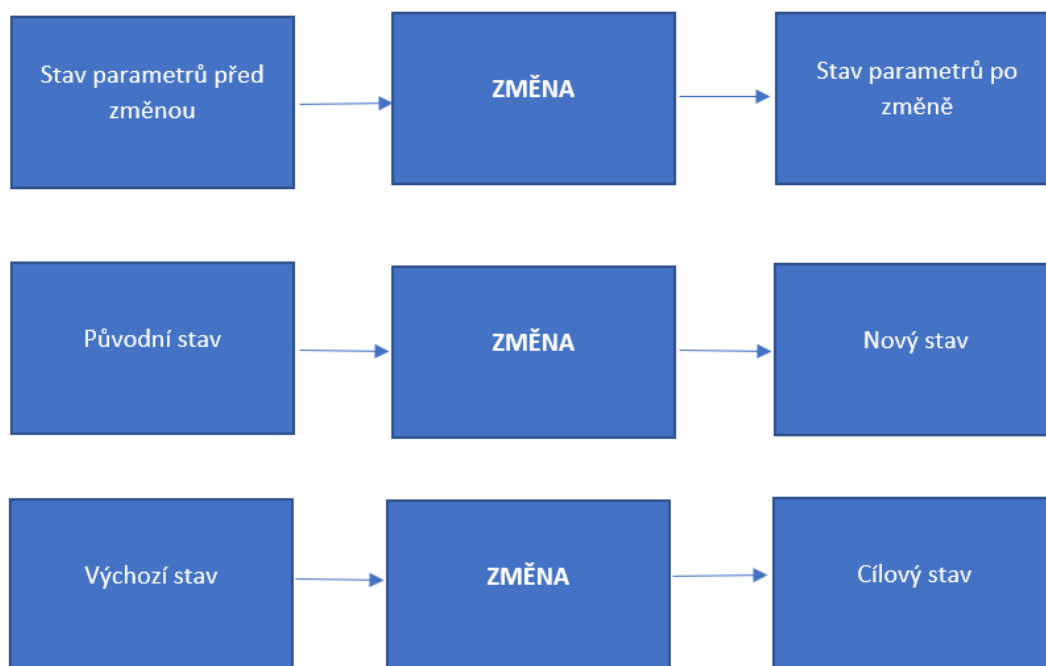 Stav parametrů před
změnou
ZMĚNA
Stav parametrů po
změně
Původní stav
ZMĚNA
Nový stav
Výchozí stav
ZMĚNA
Cílový stav